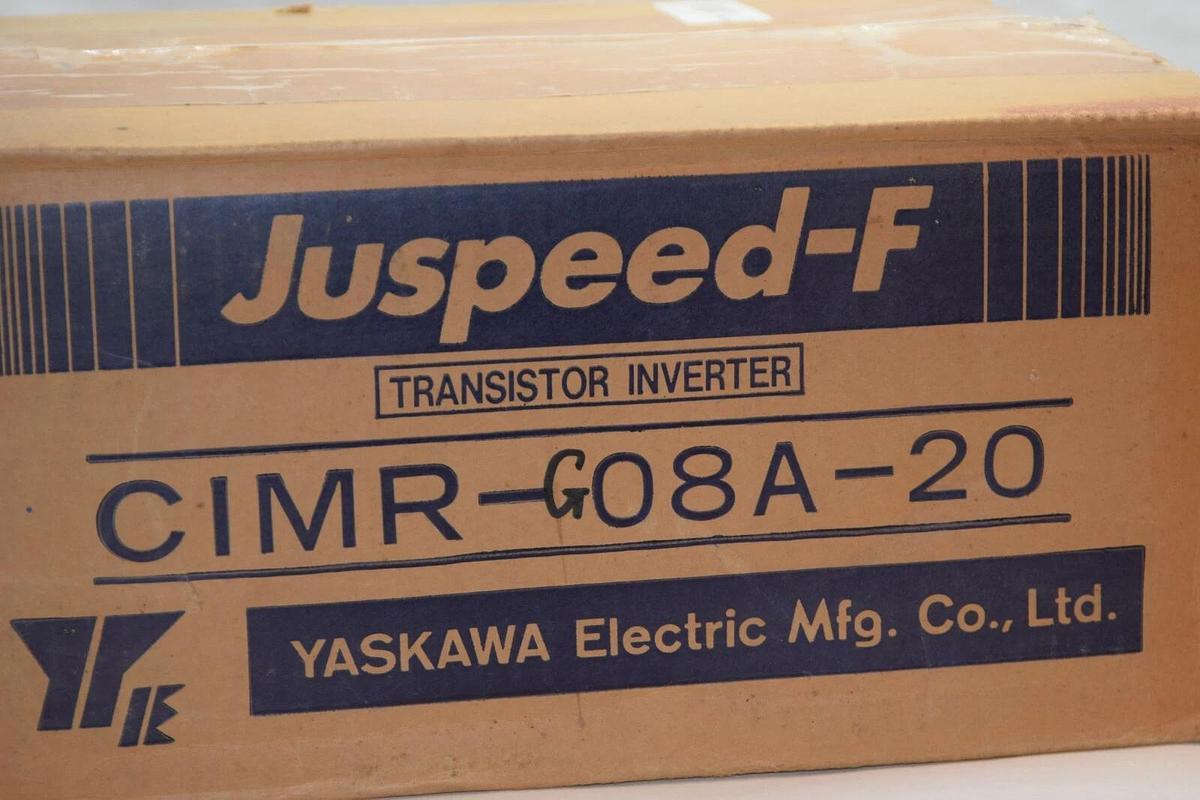 Juspeed-F
TRANSISTOR INVERTER
CIMR-G08A-20
YASKAWA Electric Mfg. Co., Ltd.